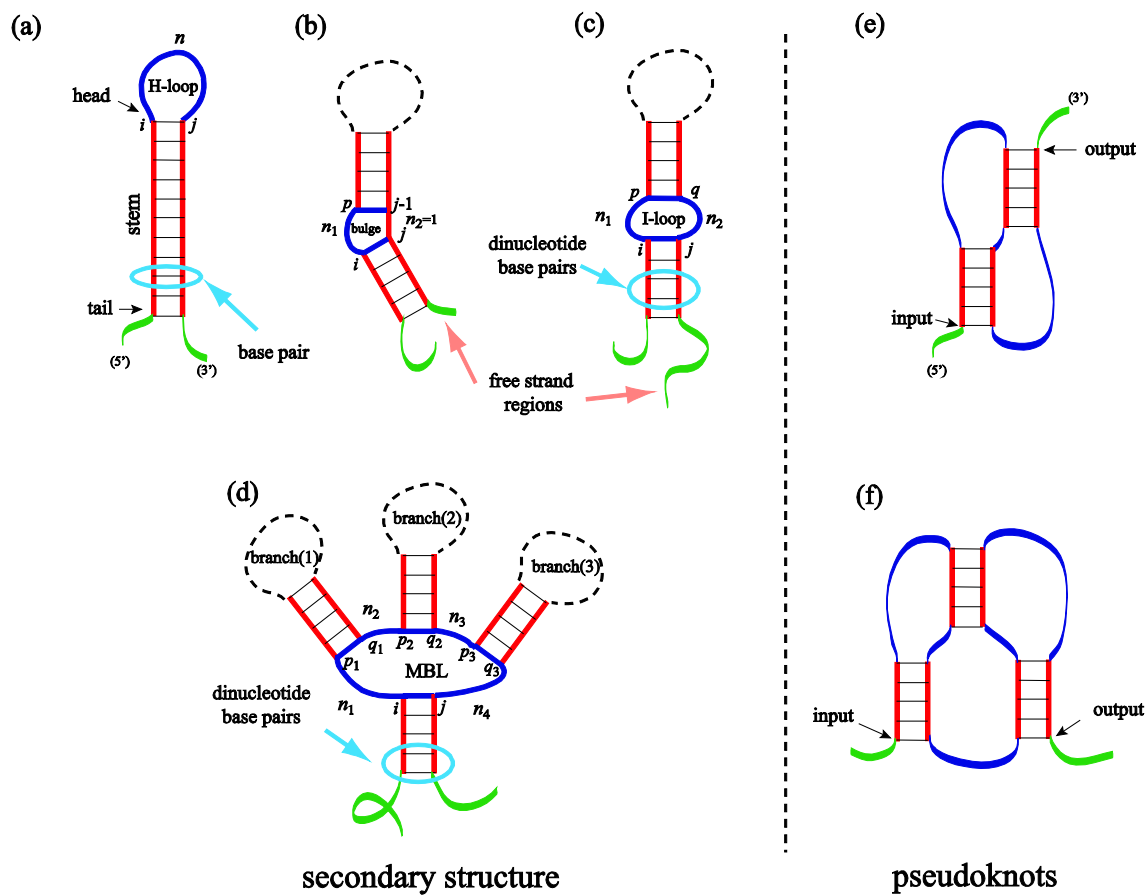 (a)
n
H-loop
head
i
j
stem
tail
(5')
(3')
base pair
(b)
p
j-1
n1
bulge
n2=1
j
i
(c)
p
q
n1
I-loop
n2
i
j
dinucleotide
base pairs
free strand
regions
(d)
branch(1)
branch(2)
branch(3)
n2
n3
q1
p2
q2
p3
p1
q3
MBL
n1
i
j
n4
dinucleotide
base pairs
secondary structure
(e)
(3')
output
input
(5')
(f)
input
output
pseudoknots